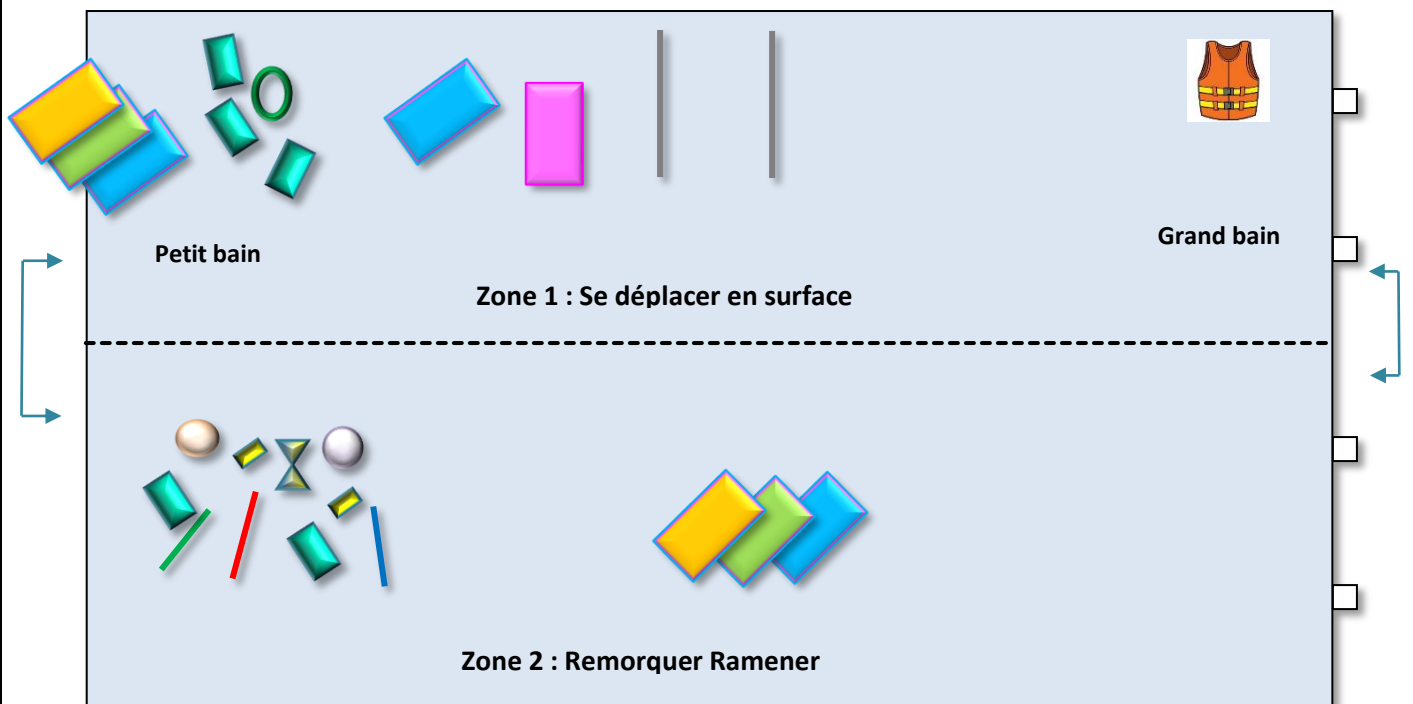 Petit bain
Grand bain
Zone 1 : Se déplacer en surface
Zone 2 : Remorquer Ramener